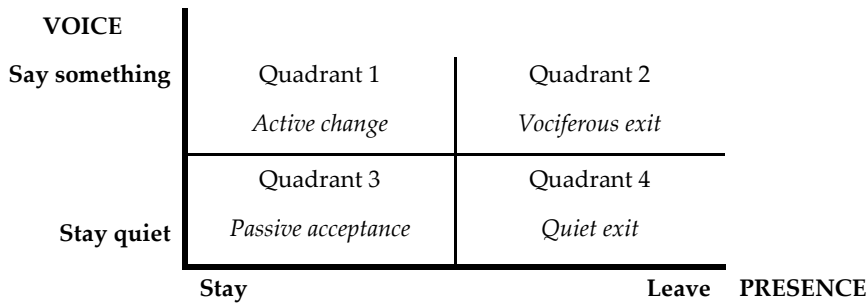 VOICE
Say something
Quadrant 1
Quadrant 2
Active change
Vociferous exit
Quadrant 3
Quadrant 4
Stay quiet
Passive acceptance
Quiet exit
Stay
Leave
PRESENCE